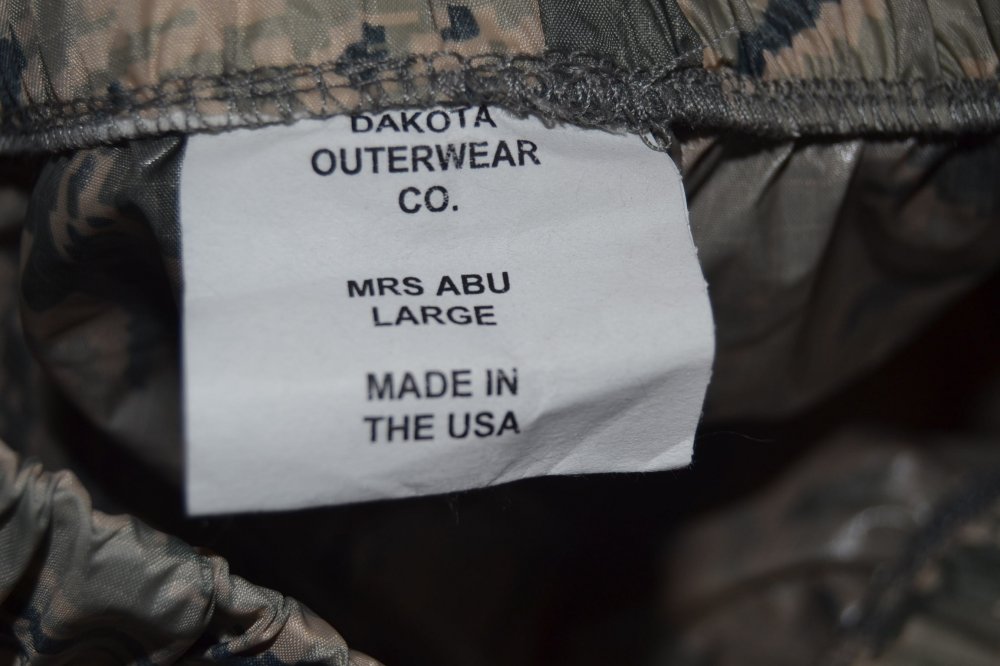 DAKOTA
OUTERWEAR
CO.
MRS ABU
LARGE
MADE IN
THE USA